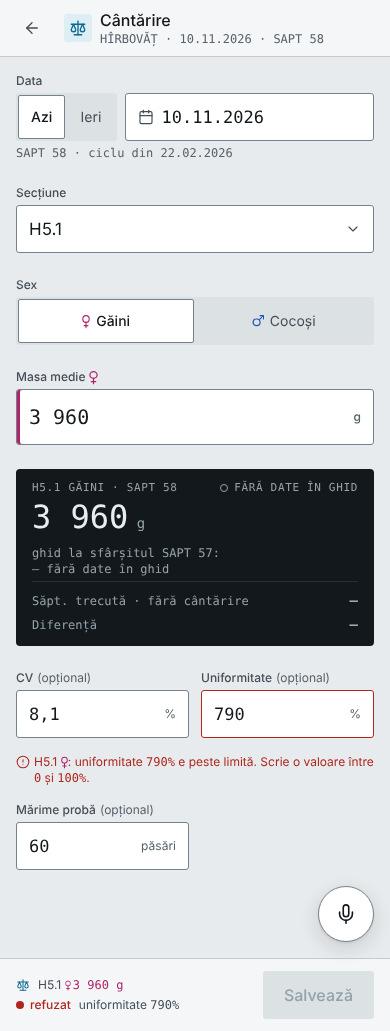 Cântărire
HÎRBOVĂȚ · 10.11.2026 · SAPT 58
Data
Azi Ieri 10.11.2026
SAPT 58 · ciclu din 22.02.2026
Secțiune
H5.1
Sex
♀ Găini ♂ Cocoși
Masa medie ♀
3 960 g
H5.1 GĂINI · SAPT 58 FĂRĂ DATE ÎN GHID
3 960 g
ghid la sfârșitul SAPT 57:
— fără date în ghid
Săpt. trecută · fără cântărire —
Diferență —
CV (opțional) Uniformitate (opțional)
8,1 % 790 %
H5.1 ♀: uniformitate 790% e peste limită. Scrie o valoare între
0 și 100%.
Mărime probă (opțional)
60 păsări
H5.1 ♀ 3 960 g
refuzat uniformitate 790%
Salvează